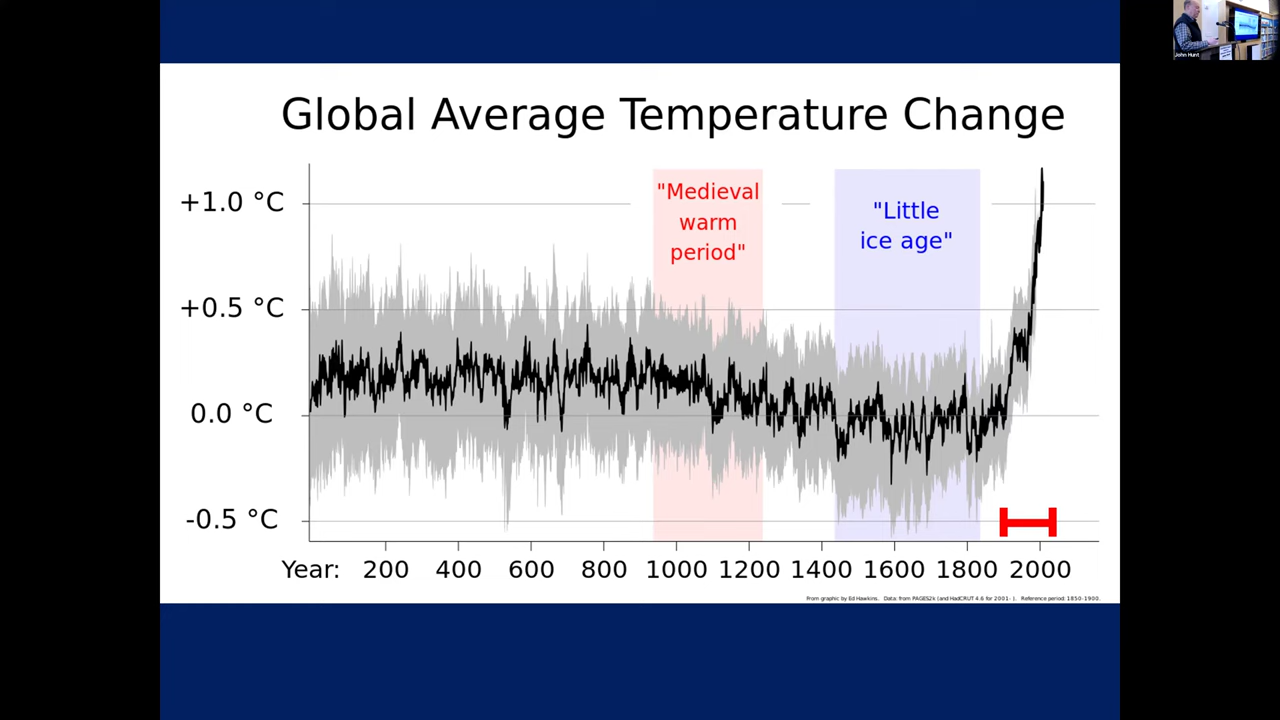 Global Average Temperature Change
+1.0 °C
+0.5 °C
0.0 °C
-0.5 °C
"Medieval
warm
period"
"Little
ice age"
Year: 200 400 600 800 1000 1200 1400 1600 1800 2000
From graphic by Ed Hawkins. Data: from PAGES2k (and HadCRUT 4.6 for 2001- ). Reference period: 1850-1900.
John Hunt